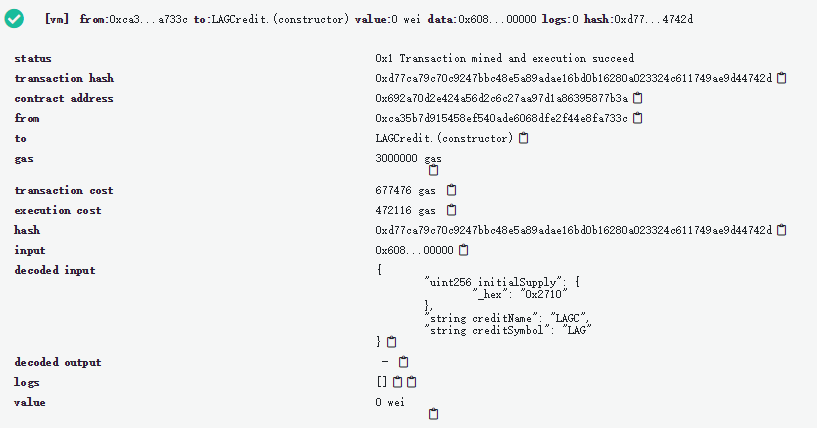 [vm] from:0xca3...a733c to:LAGCredit.(constructor) value:0 wei data:0x608...00000 logs:0 hash:0xd77...4742d
status 0x1 Transaction mined and execution succeed
transaction hash 0xd77ca79c70c9247bbc48e5a89adae16bd0b16280a023324c611749ae9d44742d
contract address 0x692a70d2e424a56d2c6c27aa97d1a86395877b3a
from 0xca35b7d915458ef540ade6068dfe2f44e8fa733c
to LAGCredit.(constructor)
gas 3000000 gas
transaction cost 677476 gas
execution cost 472116 gas
hash 0xd77ca79c70c9247bbc48e5a89adae16bd0b16280a023324c611749ae9d44742d
input 0x608...00000
decoded input {
"uint256 initialSupply": {
"_hex": "0x2710"
},
"string creditName": "LAGC",
"string creditSymbol": "LAG"
}
decoded output -
logs []
value 0 wei